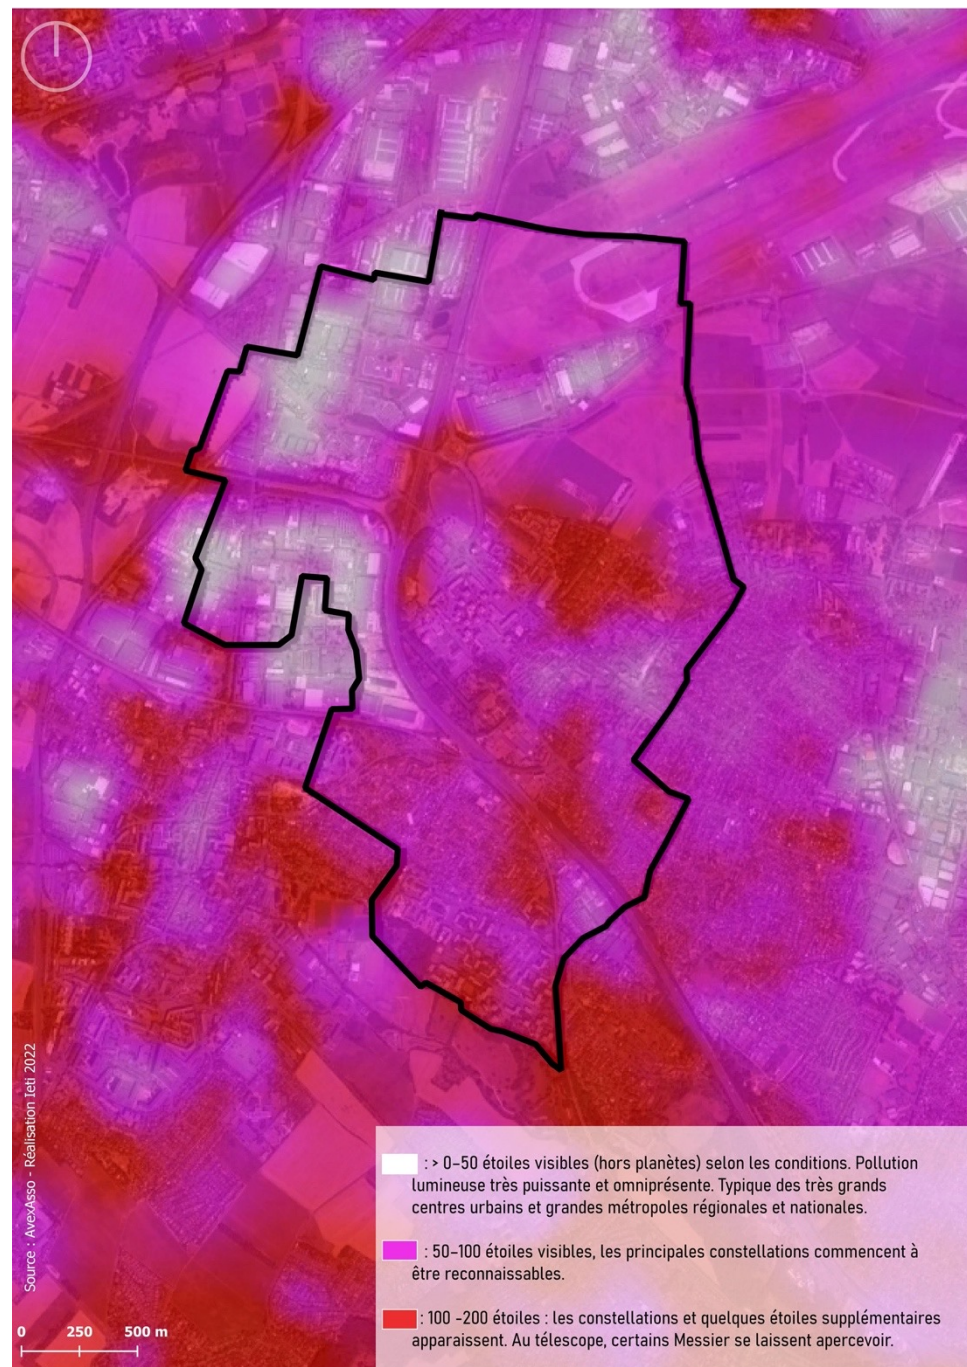 : > 0–50 étoiles visibles (hors planètes) selon les conditions. Pollution
lumineuse très puissante et omniprésente. Typique des très grands
centres urbains et grandes métropoles régionales et nationales.
: 50–100 étoiles visibles, les principales constellations commencent à
être reconnaissables.
: 100 -200 étoiles : les constellations et quelques étoiles supplémentaires
apparaissent. Au télescope, certains Messier se laissent apercevoir.
Source : AvexAsso - Réalisation Ieti 2022
0 250 500 m